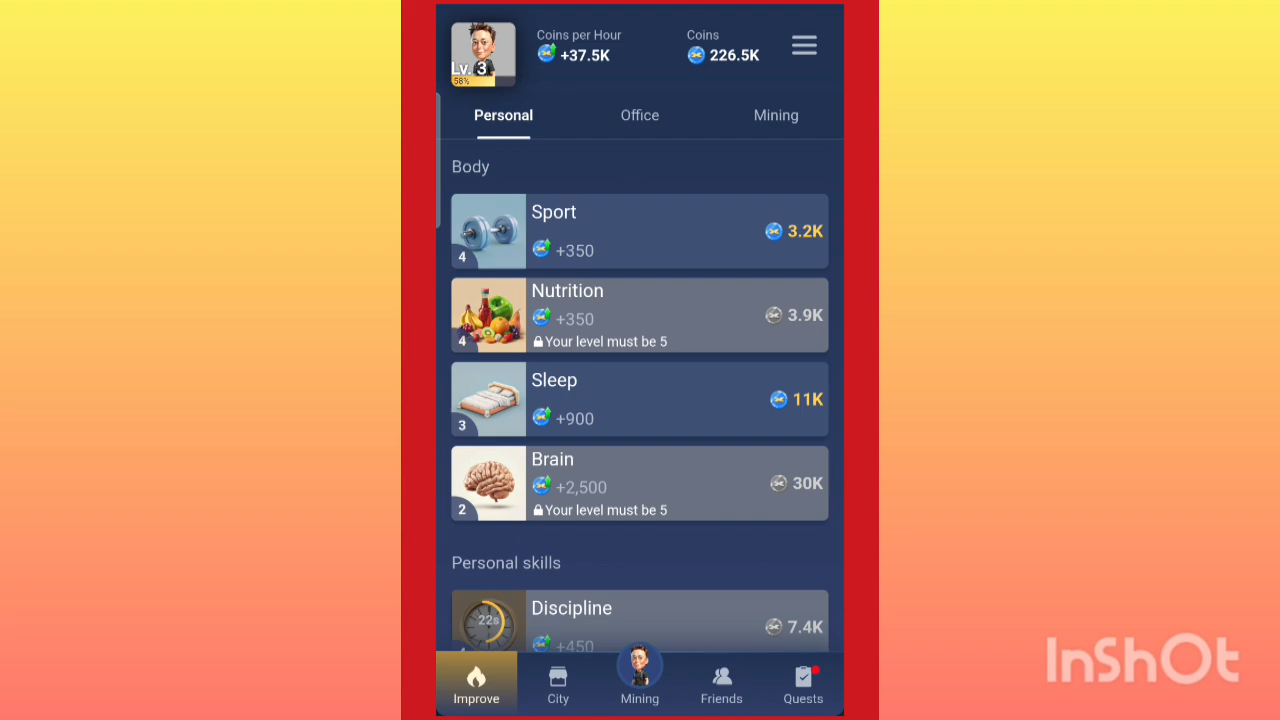 Coins per Hour
+37.5K
Coins
226.5K
Lv. 3
58%
Personal
Office
Mining
Body
Sport
+350
3.2K
4
Nutrition
+350
3.9K
Your level must be 5
4
Sleep
+900
11K
3
Brain
+2,500
30K
Your level must be 5
2
Personal skills
Discipline
22s
7.4K
+450
Improve
City
Mining
Friends
Quests
InShOt